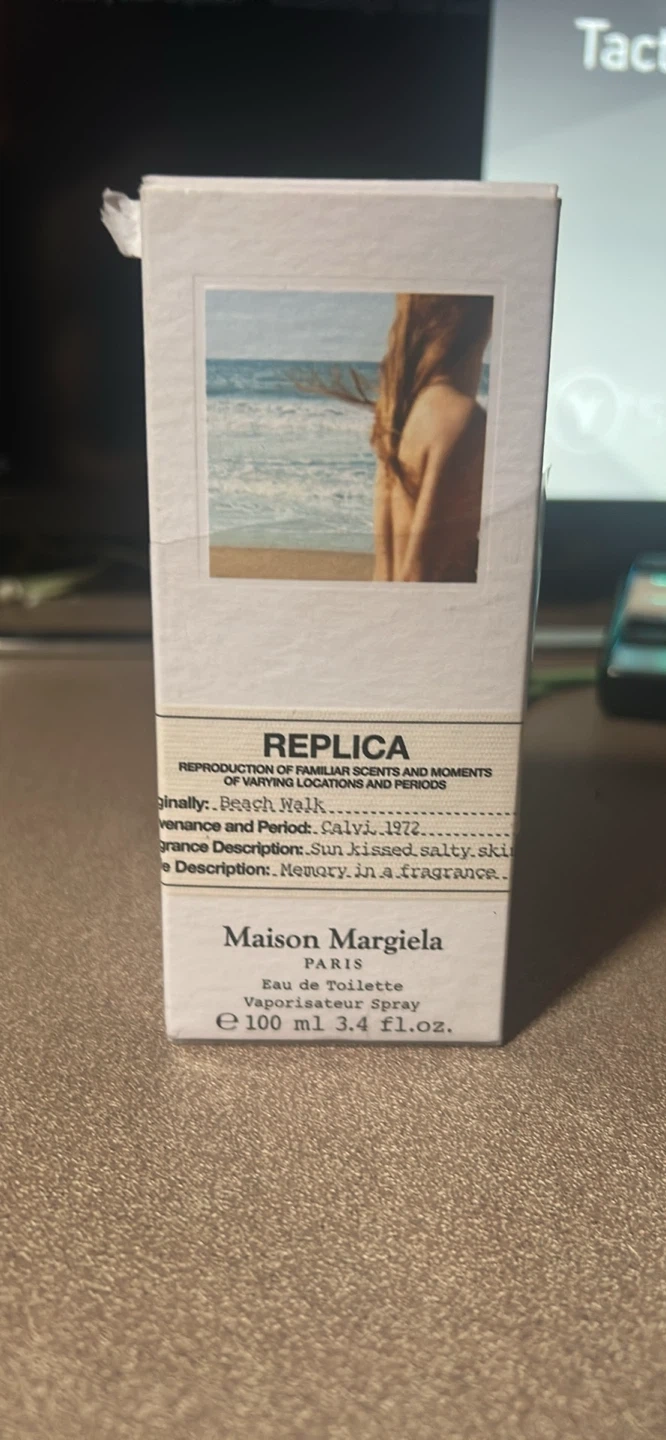 Tact
REPLICA
REPRODUCTION OF FAMILIAR SCENTS AND MOMENTS
OF VARYING LOCATIONS AND PERIODS
ginally: Beach Walk
venance and Period: Calvi, 1972
grance Description: Sun kissed salty ski
e Description: Memory in a fragrance
Maison Margiela
PARIS
Eau de Toilette
Vaporisateur Spray
℮ 100 ml 3.4 fl.oz.